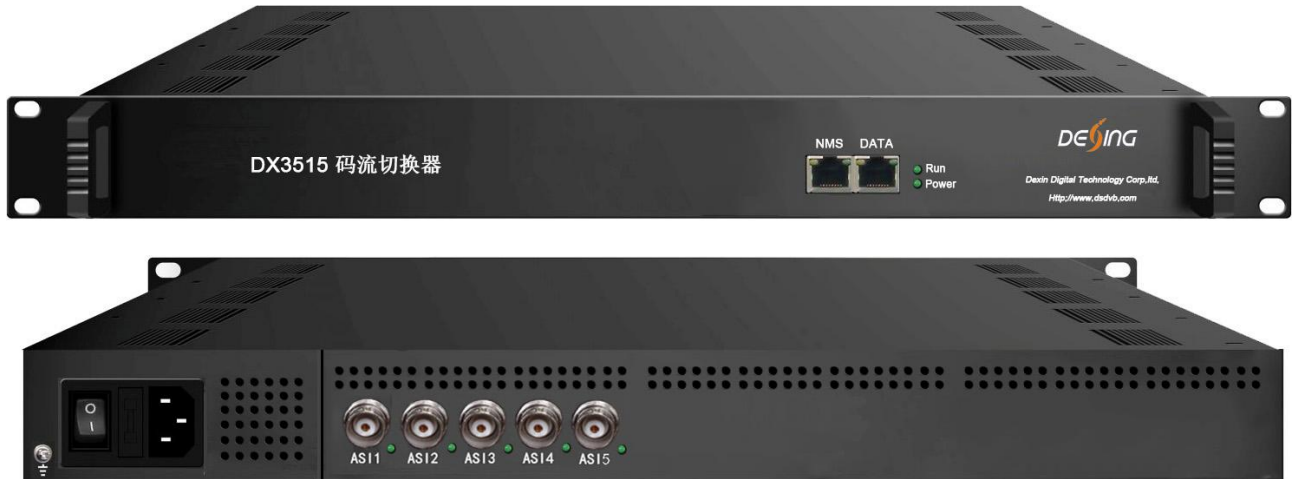 DX3515 码流切换器
NMS DATA
Run
Power
DESING
Dexin Digital Technology Corp,ltd,
Http://www,dsdvb,com
O
I
ASI1 ASI2 ASI3 ASI4 ASI5